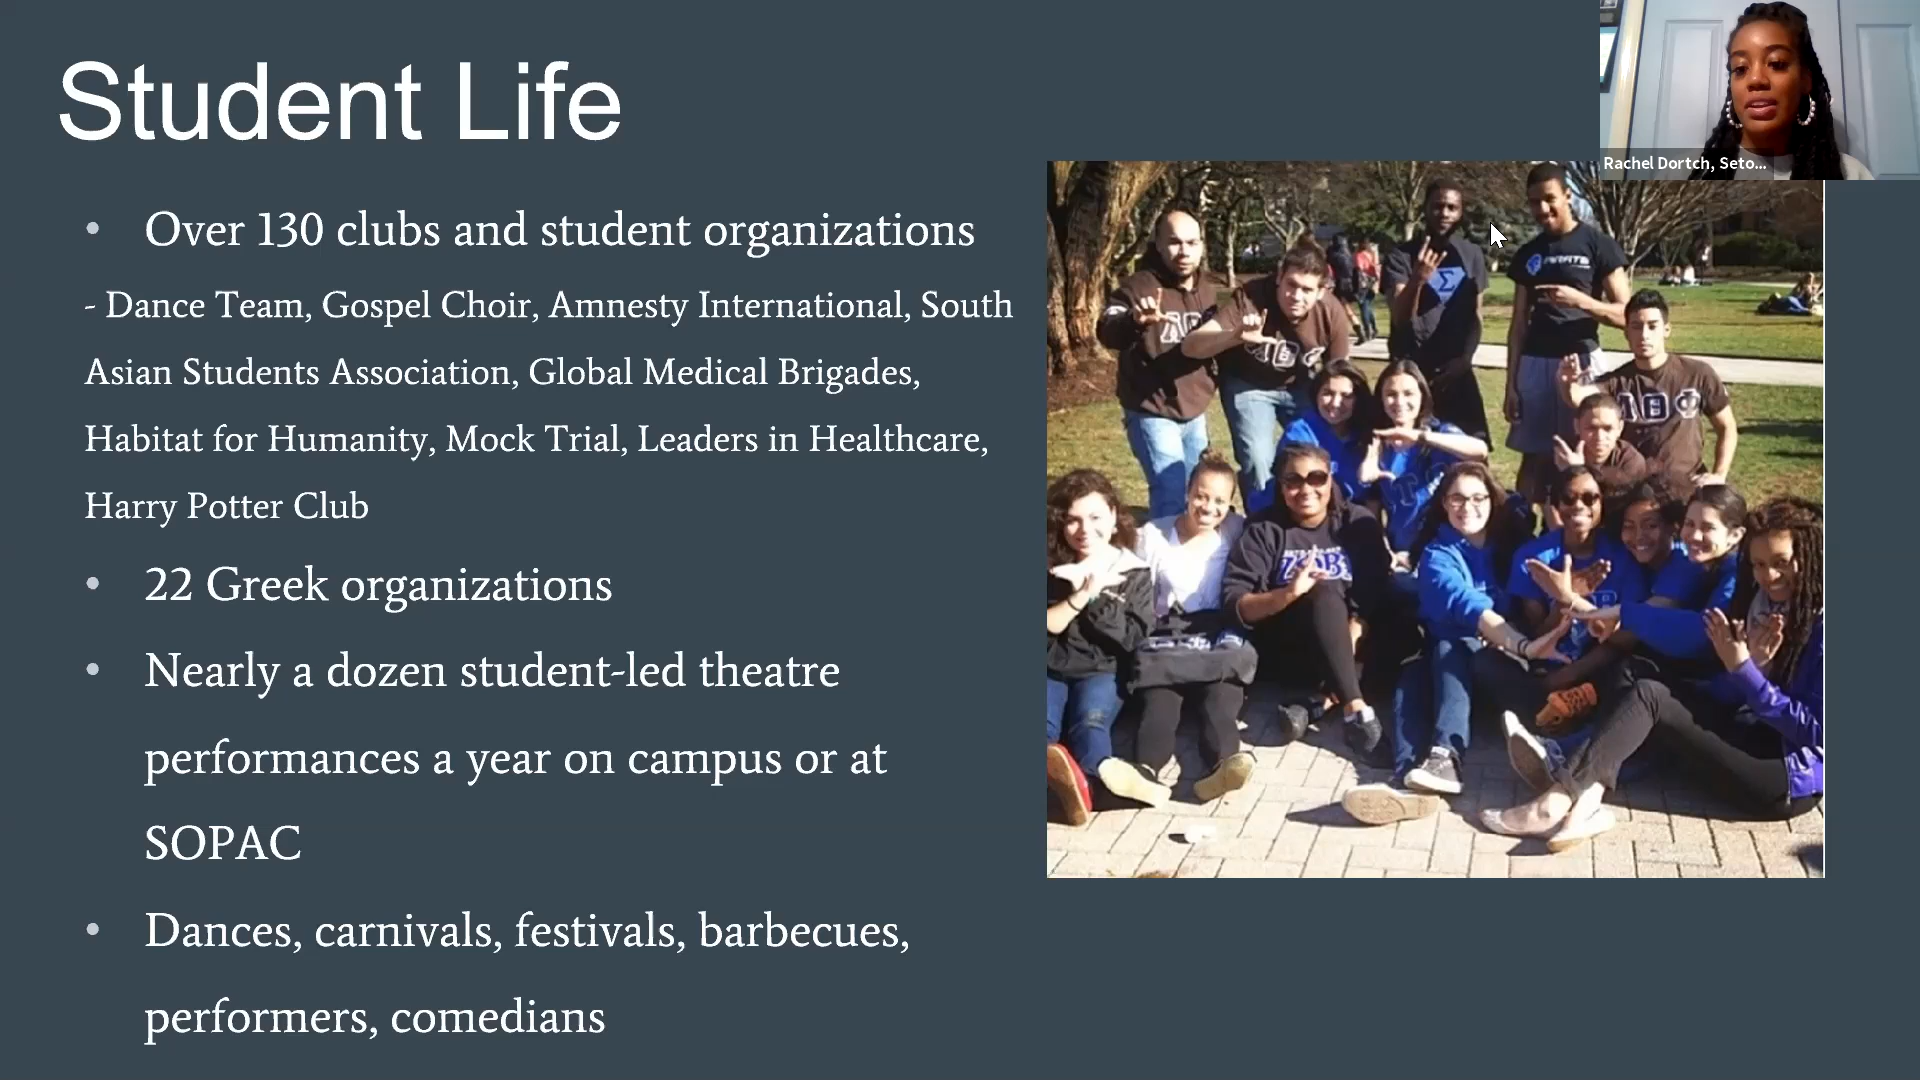 Student Life
Rachel Dortch, Seto...
• Over 130 clubs and student organizations
- Dance Team, Gospel Choir, Amnesty International, South
Asian Students Association, Global Medical Brigades,
Habitat for Humanity, Mock Trial, Leaders in Healthcare,
Harry Potter Club
• 22 Greek organizations
• Nearly a dozen student-led theatre
performances a year on campus or at
SOPAC
• Dances, carnivals, festivals, barbecues,
performers, comedians
Σ
ΛΘΦ